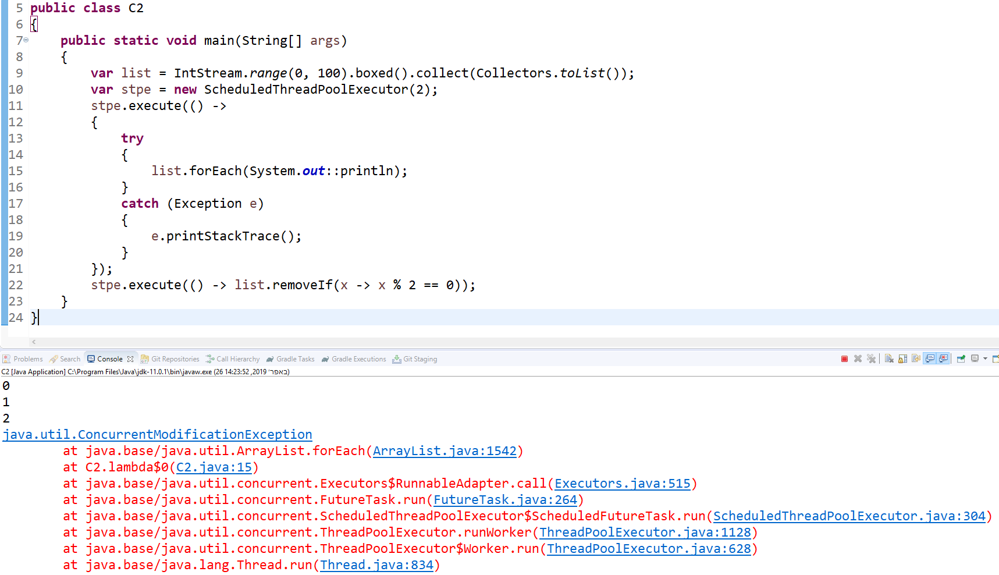 5 public class C2
6 {
7 public static void main(String[] args)
8 {
9 var list = IntStream.range(0, 100).boxed().collect(Collectors.toList());
10 var stpe = new ScheduledThreadPoolExecutor(2);
11 stpe.execute(() ->
12 {
13 try
14 {
15 list.forEach(System.out::println);
16 }
17 catch (Exception e)
18 {
19 e.printStackTrace();
20 }
21 });
22 stpe.execute(() -> list.removeIf(x -> x % 2 == 0));
23 }
24 }
Problems Search Console Git Repositories Call Hierarchy Gradle Tasks Gradle Executions Git Staging
C2 [Java Application] C:\Program Files\Java\jdk-11.0.1\bin\javaw.exe (26 באפר׳ 2019, 14:23:52)
0
1
2
java.util.ConcurrentModificationException
at java.base/java.util.ArrayList.forEach(ArrayList.java:1542)
at C2.lambda$0(C2.java:15)
at java.base/java.util.concurrent.Executors$RunnableAdapter.call(Executors.java:515)
at java.base/java.util.concurrent.FutureTask.run(FutureTask.java:264)
at java.base/java.util.concurrent.ScheduledThreadPoolExecutor$ScheduledFutureTask.run(ScheduledThreadPoolExecutor.java:304)
at java.base/java.util.concurrent.ThreadPoolExecutor.runWorker(ThreadPoolExecutor.java:1128)
at java.base/java.util.concurrent.ThreadPoolExecutor$Worker.run(ThreadPoolExecutor.java:628)
at java.base/java.lang.Thread.run(Thread.java:834)